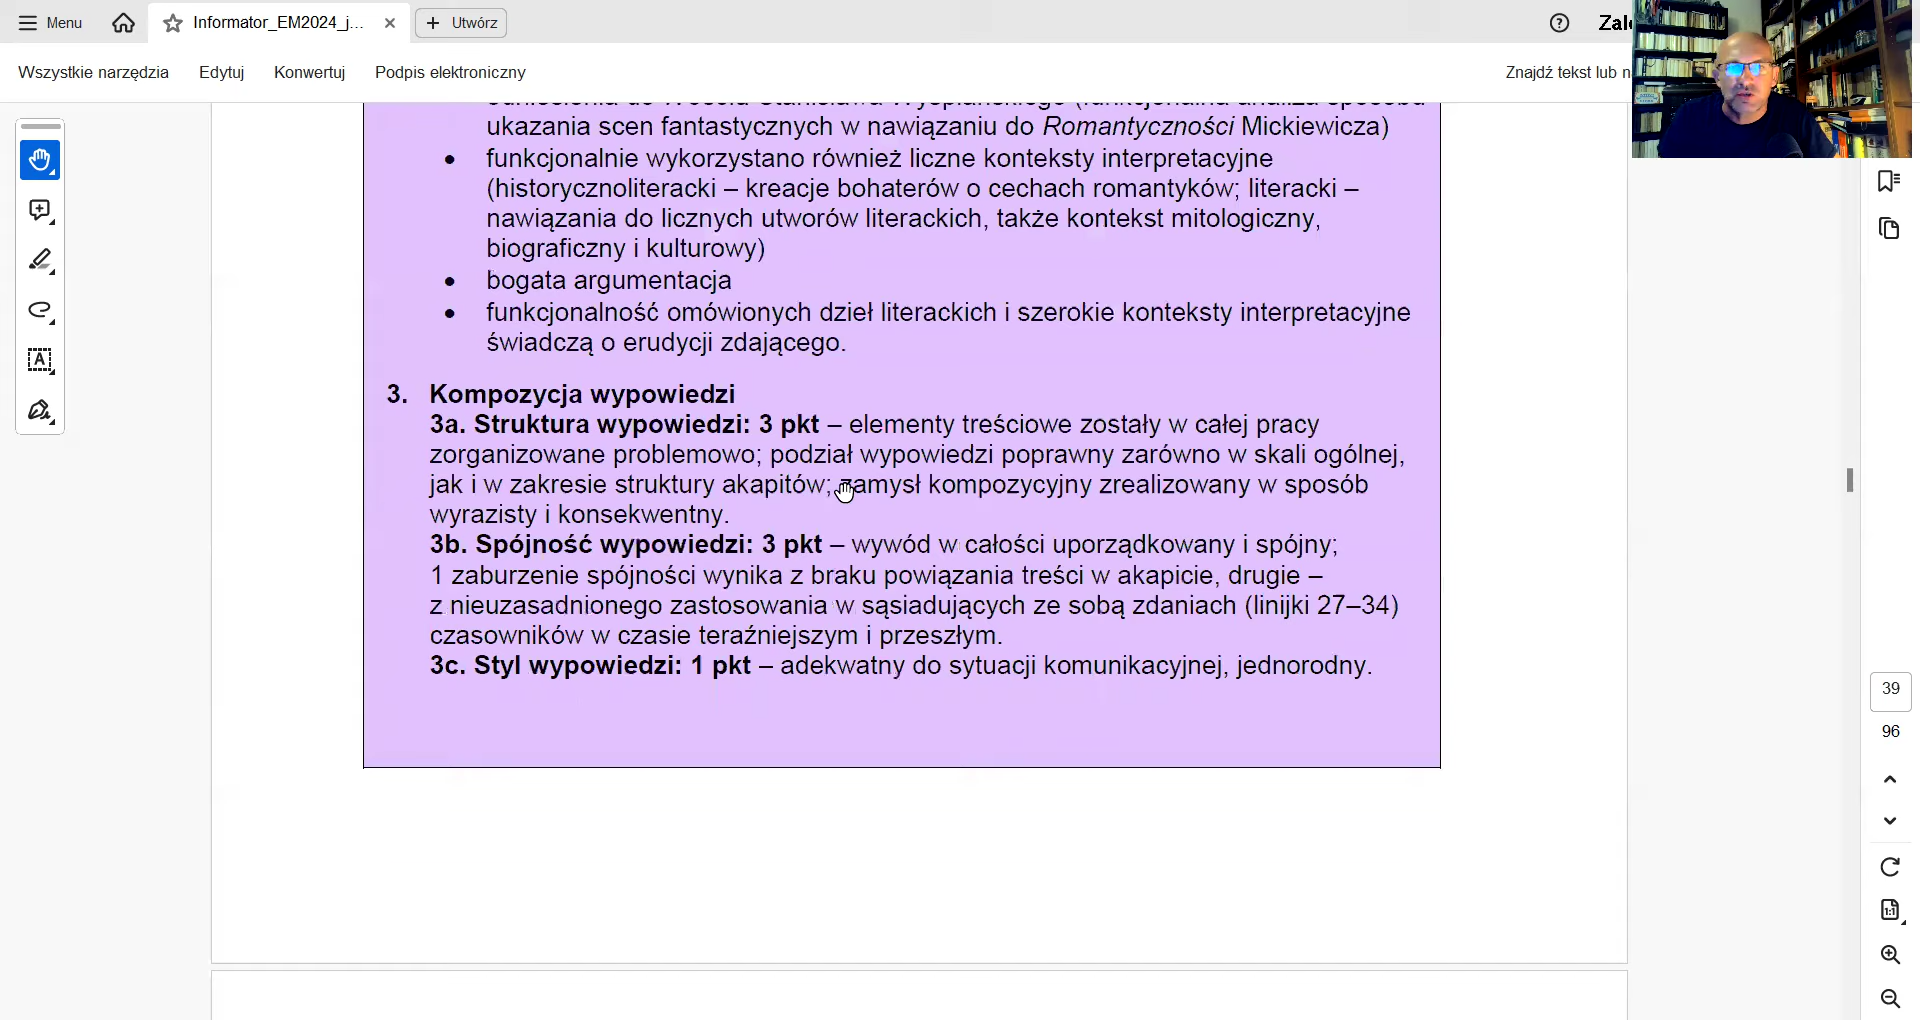 Menu
Informator_EM2024_j...
Utwórz
Zalo
Wszystkie narzędzia
Edytuj
Konwertuj
Podpis elektroniczny
Znajdź tekst lub n
ukazania scen fantastycznych w nawiązaniu do Romantyczności Mickiewicza)
• funkcjonalnie wykorzystano również liczne konteksty interpretacyjne
(historycznoliteracki – kreacje bohaterów o cechach romantyków; literacki –
nawiązania do licznych utworów literackich, także kontekst mitologiczny,
biograficzny i kulturowy)
• bogata argumentacja
• funkcjonalność omówionych dzieł literackich i szerokie konteksty interpretacyjne
świadczą o erudycji zdającego.
3. Kompozycja wypowiedzi
3a. Struktura wypowiedzi: 3 pkt – elementy treściowe zostały w całej pracy
zorganizowane problemowo; podział wypowiedzi poprawny zarówno w skali ogólnej,
jak i w zakresie struktury akapitów; zamysł kompozycyjny zrealizowany w sposób
wyrazisty i konsekwentny.
3b. Spójność wypowiedzi: 3 pkt – wywód w całości uporządkowany i spójny;
1 zaburzenie spójności wynika z braku powiązania treści w akapicie, drugie –
z nieuzasadnionego zastosowania w sąsiadujących ze sobą zdaniach (linijki 27–34)
czasowników w czasie teraźniejszym i przeszłym.
3c. Styl wypowiedzi: 1 pkt – adekwatny do sytuacji komunikacyjnej, jednorodny.
39
96